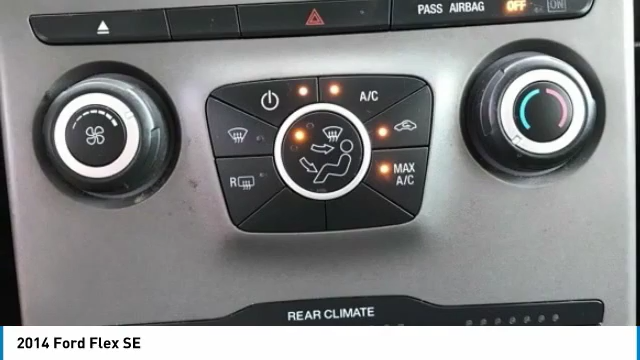 PASS AIRBAG OFF ON
A/C
R
MAX
A/C
REAR CLIMATE
2014 Ford Flex SE